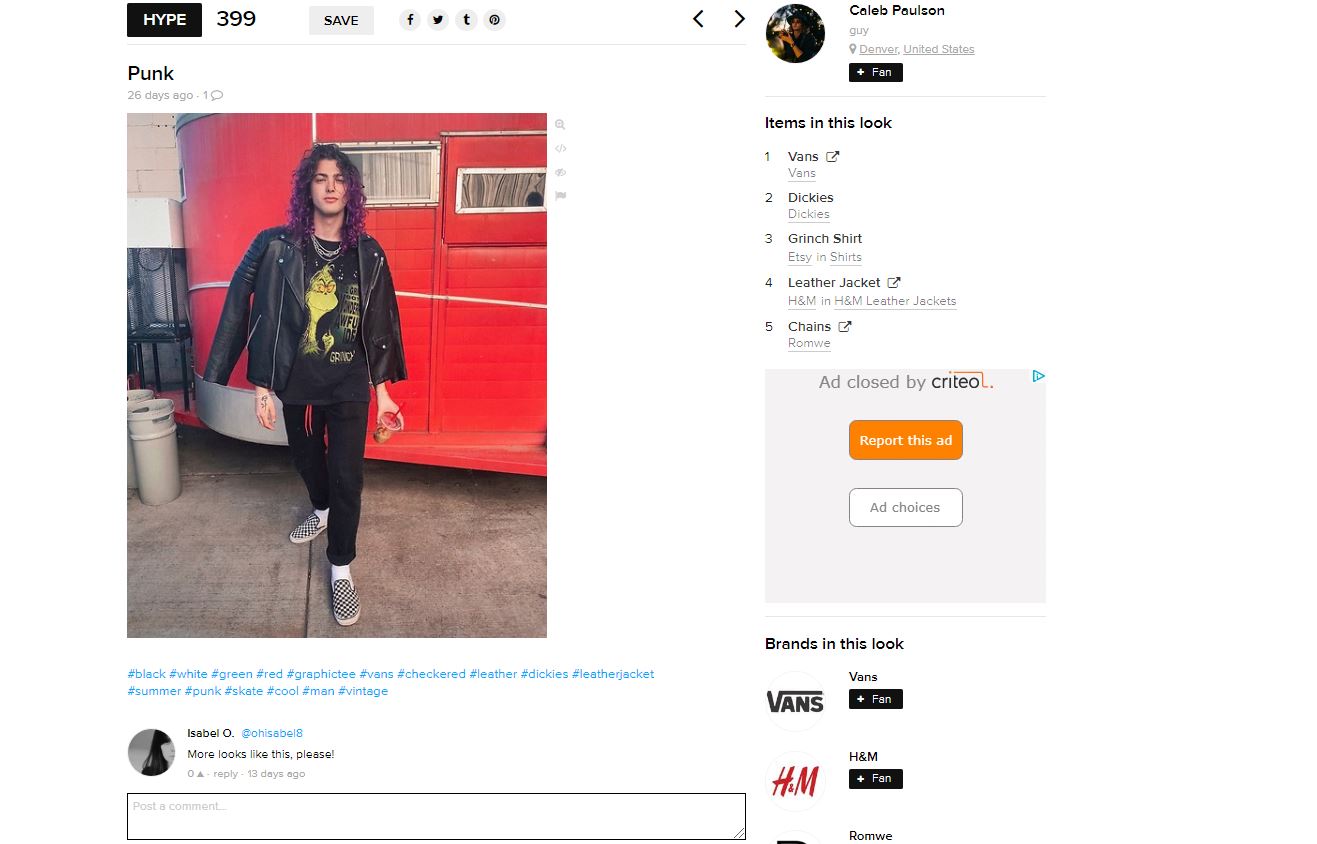 HYPE 399 SAVE
Punk
26 days ago · 1
GRINCH
#black #white #green #red #graphictee #vans #checkered #leather #dickies #leatherjacket
#summer #punk #skate #cool #man #vintage
Isabel O. @ohisabel8
More looks like this, please!
0 ▲ · reply · 13 days ago
Post a comment...
Caleb Paulson
guy
Denver, United States
+ Fan
Items in this look
1 Vans
Vans
2 Dickies
Dickies
3 Grinch Shirt
Etsy in Shirts
4 Leather Jacket
H&M in H&M Leather Jackets
5 Chains
Romwe
Ad closed by criteo
Report this ad
Ad choices
Brands in this look
VANS
Vans
+ Fan
H&M
H&M
+ Fan
Romwe